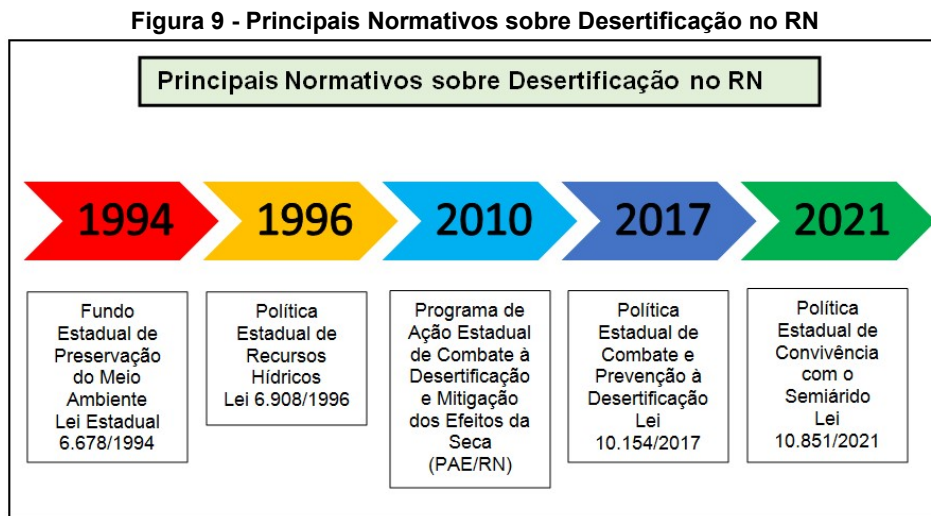 Figura 9 - Principais Normativos sobre Desertificação no RN
Principais Normativos sobre Desertificação no RN
1994
1996
2010
2017
2021
Fundo
Estadual de
Preservação
do Meio
Ambiente
Lei Estadual
6.678/1994
Política
Estadual de
Recursos
Hídricos
Lei 6.908/1996
Programa de
Ação Estadual
de Combate à
Desertificação
e Mitigação
dos Efeitos da
Seca
(PAE/RN)
Política
Estadual de
Combate e
Prevenção à
Desertificação
Lei
10.154/2017
Política
Estadual de
Convivência
com o
Semiárido
Lei
10.851/2021